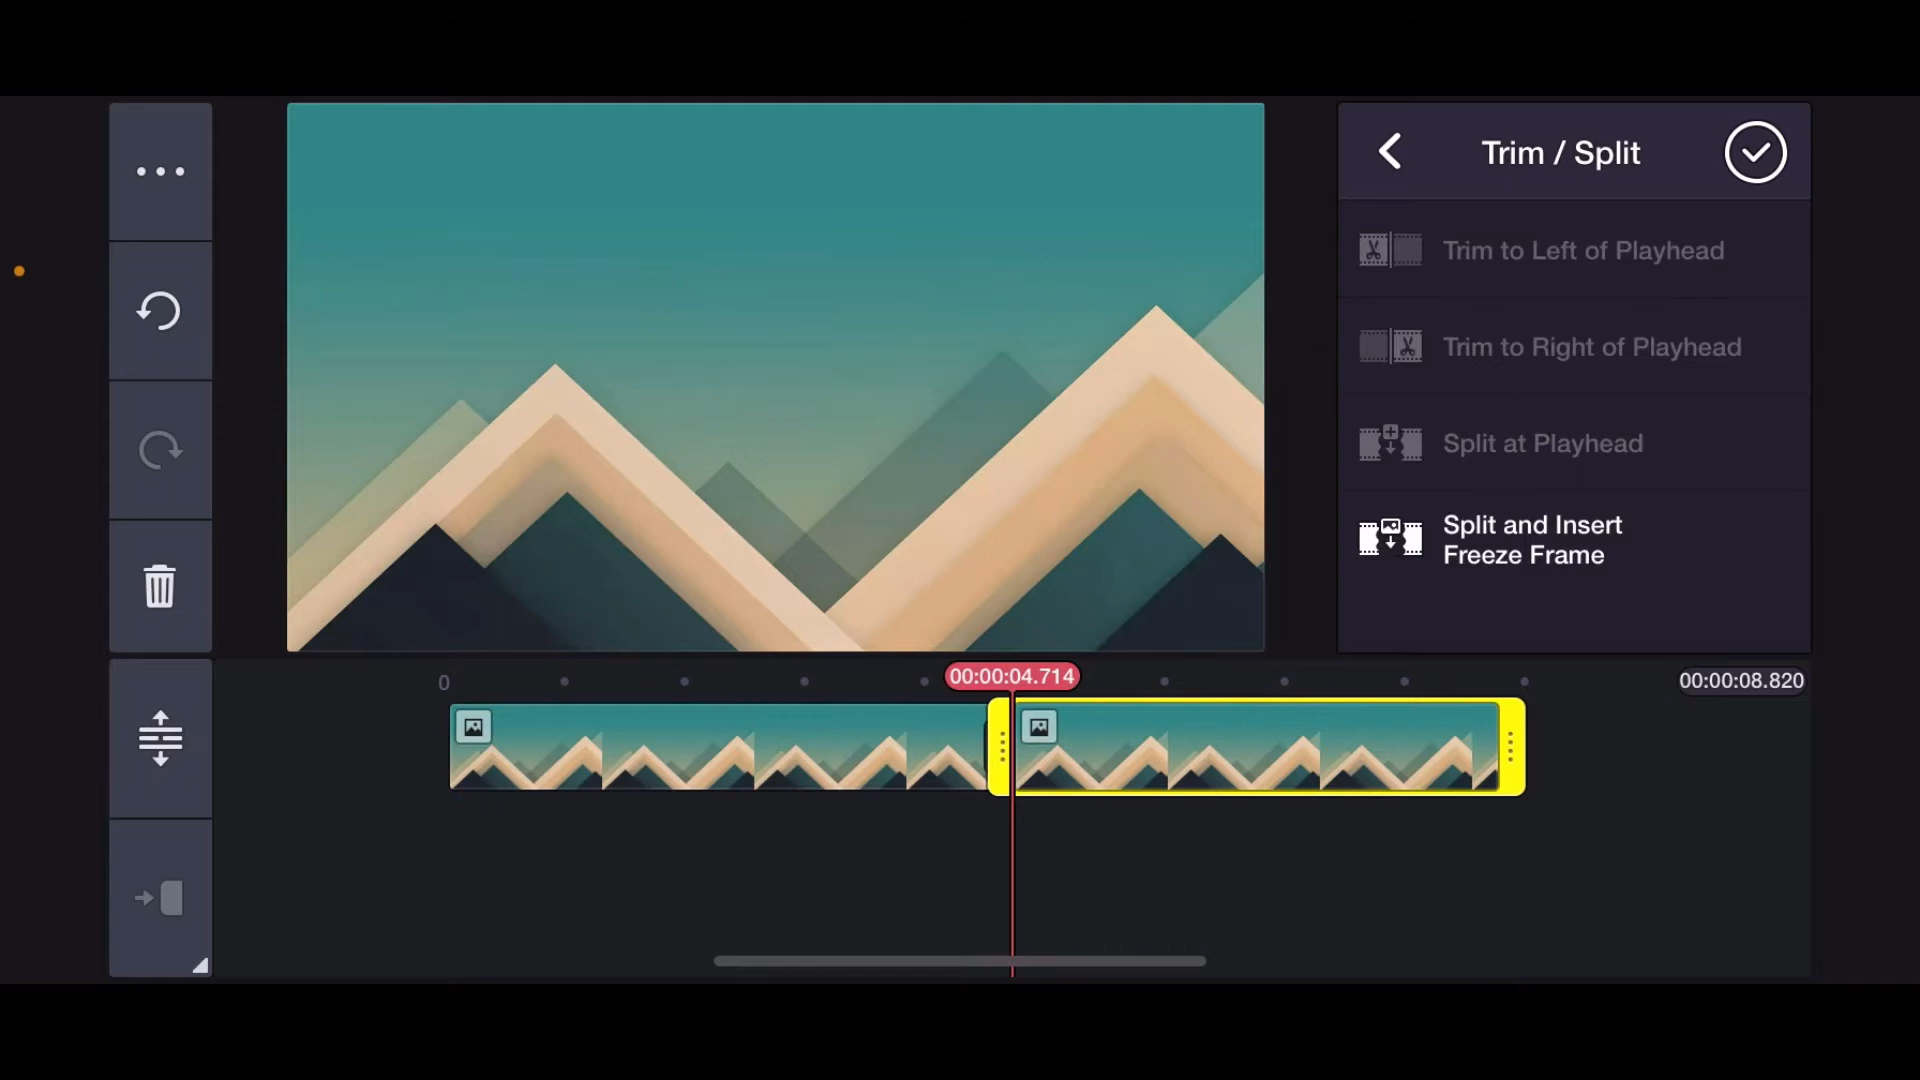 Trim / Split
Trim to Left of Playhead
Trim to Right of Playhead
Split at Playhead
Split and Insert
Freeze Frame
0
00:00:04.714
00:00:08.820